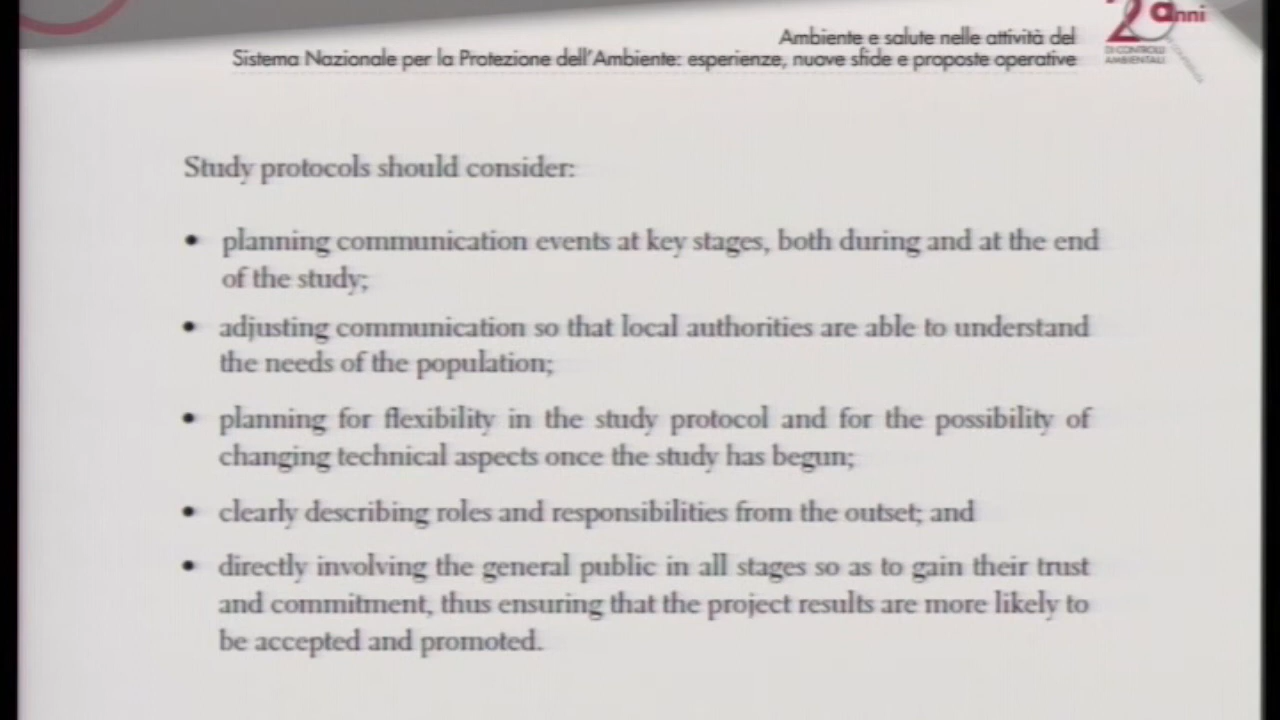 20 anni
DI CONTROLLI
AMBIENTALI
Ambiente e salute nelle attività del
Sistema Nazionale per la Protezione dell'Ambiente: esperienze, nuove sfide e proposte operative
Study protocols should consider:
• planning communication events at key stages, both during and at the end
of the study;
• adjusting communication so that local authorities are able to understand
the needs of the population;
• planning for flexibility in the study protocol and for the possibility of
changing technical aspects once the study has begun;
• clearly describing roles and responsibilities from the outset; and
• directly involving the general public in all stages so as to gain their trust
and commitment, thus ensuring that the project results are more likely to
be accepted and promoted.